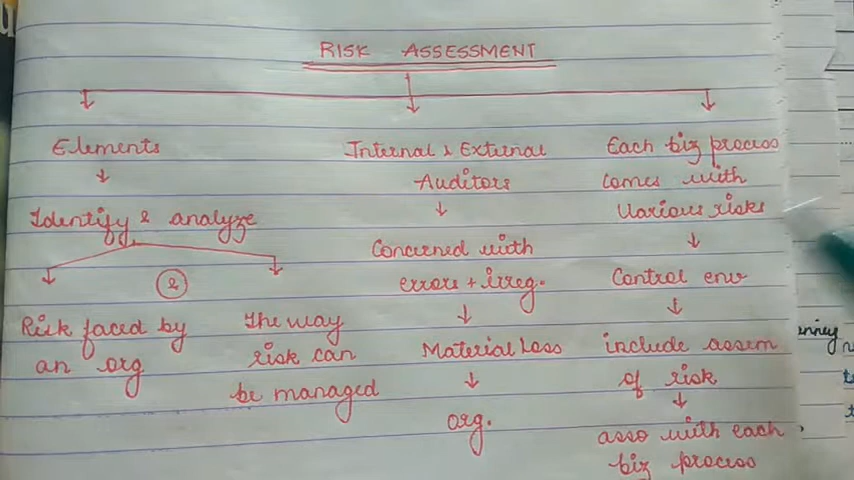 RISK ASSESSMENT
Elements
Identify & analyze
&
Risk faced by
an org
The way
risk can
be managed
Internal & External
Auditors
Concerned with
errors + irreg.
Material Loss
org.
Each biz process
comes with
Various risks
Control env
include assem
of risk
asso with each
biz process